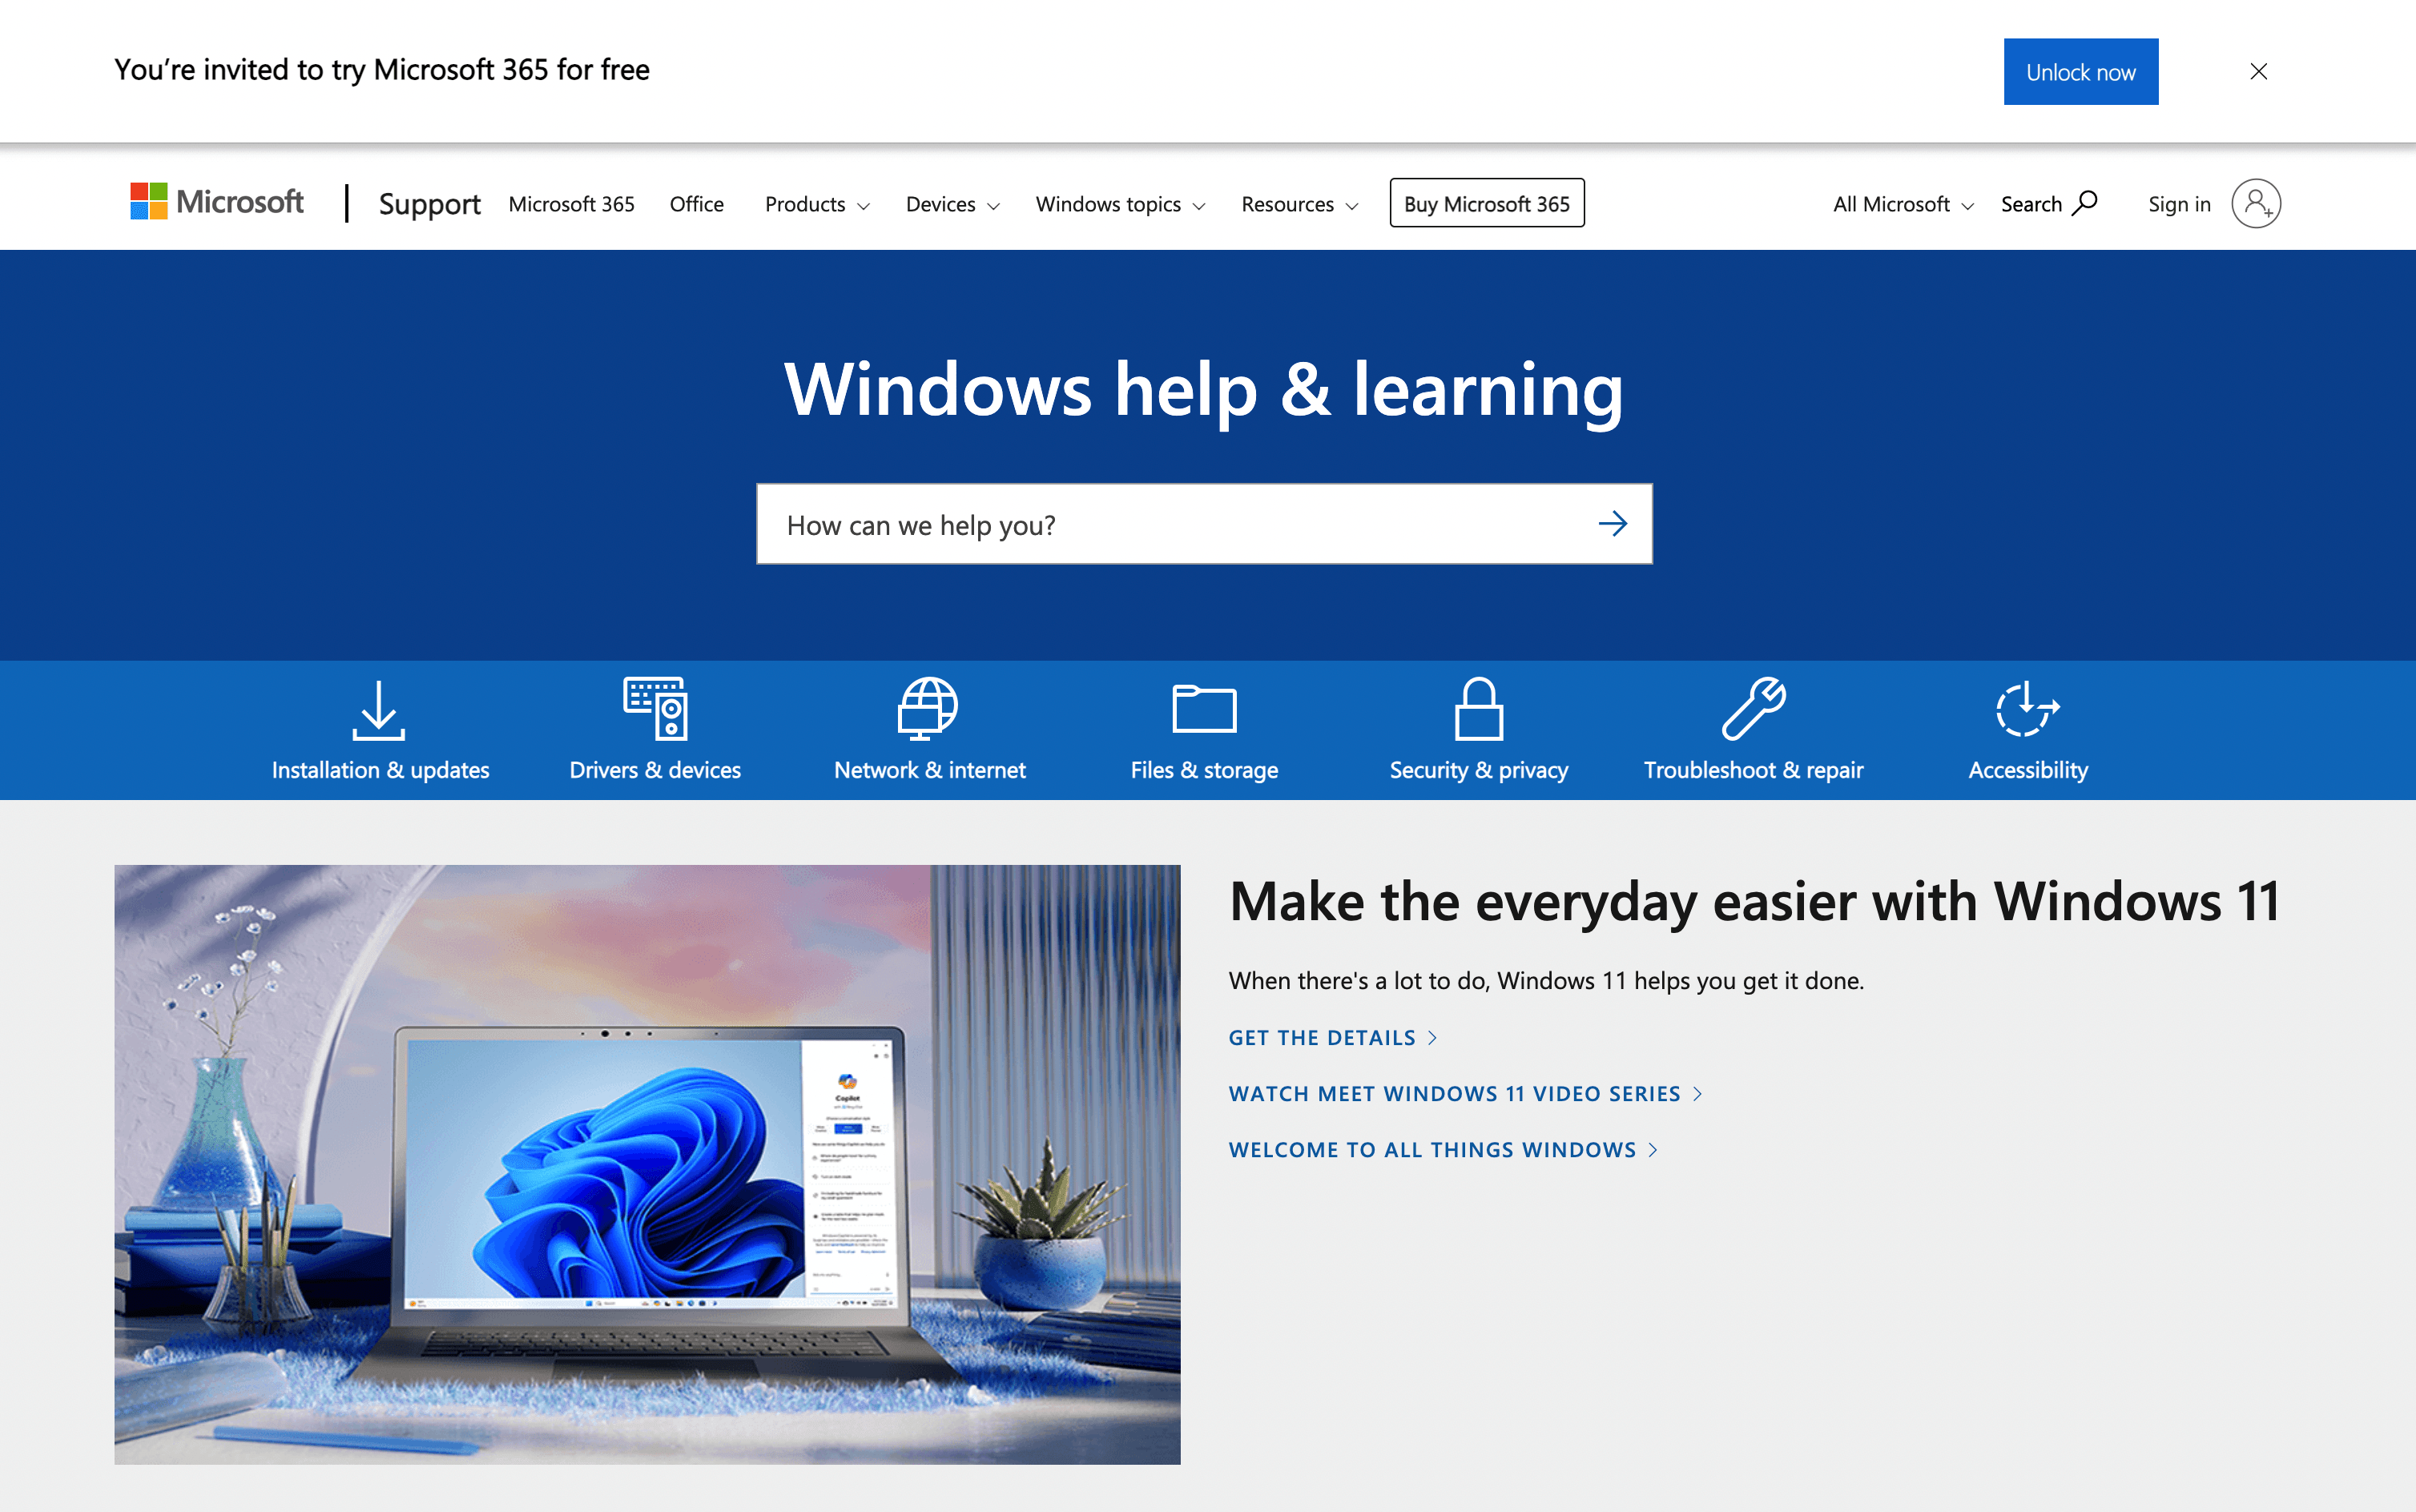 You’re invited to try Microsoft 365 for free
Unlock now
Microsoft
Support
Microsoft 365
Office
Products
Devices
Windows topics
Resources
Buy Microsoft 365
All Microsoft
Search
Sign in
Windows help & learning
How can we help you?
Installation & updates
Drivers & devices
Network & internet
Files & storage
Security & privacy
Troubleshoot & repair
Accessibility
Make the everyday easier with Windows 11
When there's a lot to do, Windows 11 helps you get it done.
GET THE DETAILS
WATCH MEET WINDOWS 11 VIDEO SERIES
WELCOME TO ALL THINGS WINDOWS
Copilot